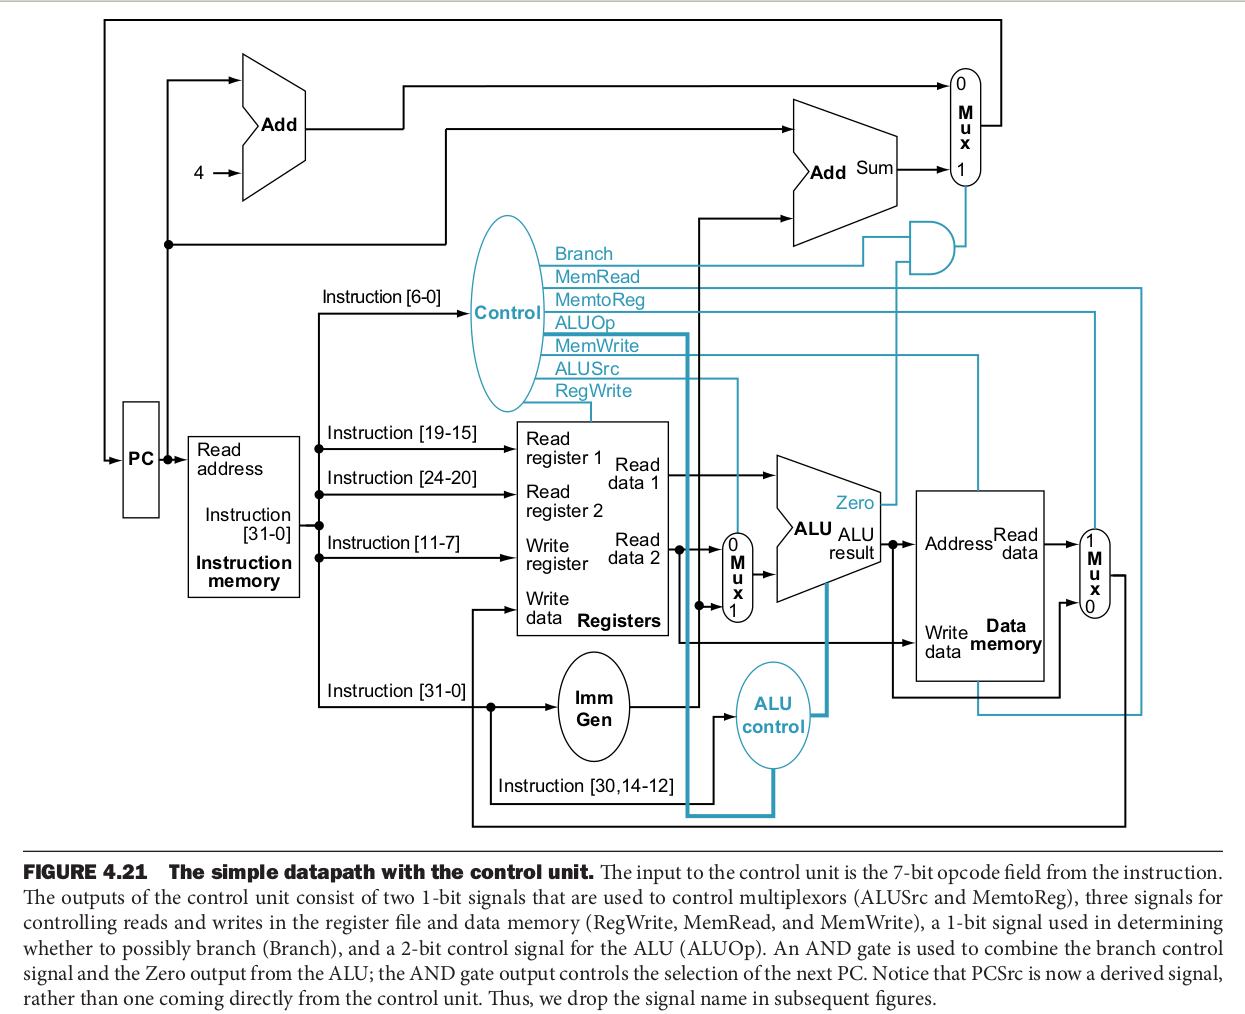 0
M
u
x
1
Add
4
Add Sum
Branch
MemRead
MemtoReg
ALUOp
MemWrite
ALUSrc
RegWrite
Control
Instruction [6-0]
PC
Read
address
Instruction
[31-0]
Instruction
memory
Instruction [19-15]
Instruction [24-20]
Instruction [11-7]
Instruction [31-0]
Read
register 1
Read
register 2
Write
register
Write
data
Read
data 1
Read
data 2
Registers
0
M
u
x
1
Zero
ALU
ALU
result
Address
Read
data
Write
data
Data
memory
1
M
u
x
0
Imm
Gen
ALU
control
Instruction [30,14-12]
FIGURE 4.21 The simple datapath with the control unit. The input to the control unit is the 7-bit opcode field from the instruction.
The outputs of the control unit consist of two 1-bit signals that are used to control multiplexors (ALUSrc and MemtoReg), three signals for
controlling reads and writes in the register file and data memory (RegWrite, MemRead, and MemWrite), a 1-bit signal used in determining
whether to possibly branch (Branch), and a 2-bit control signal for the ALU (ALUOp). An AND gate is used to combine the branch control
signal and the Zero output from the ALU; the AND gate output controls the selection of the next PC. Notice that PCSrc is now a derived signal,
rather than one coming directly from the control unit. Thus, we drop the signal name in subsequent figures.